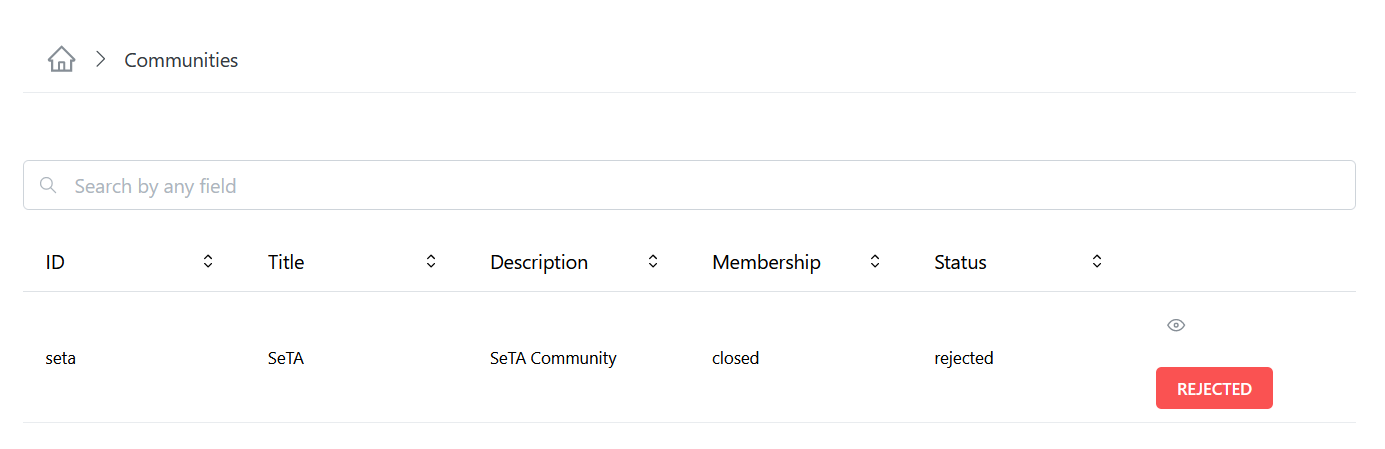 Communities
Search by any field
ID Title Description Membership Status
seta SeTA SeTA Community closed rejected
REJECTED